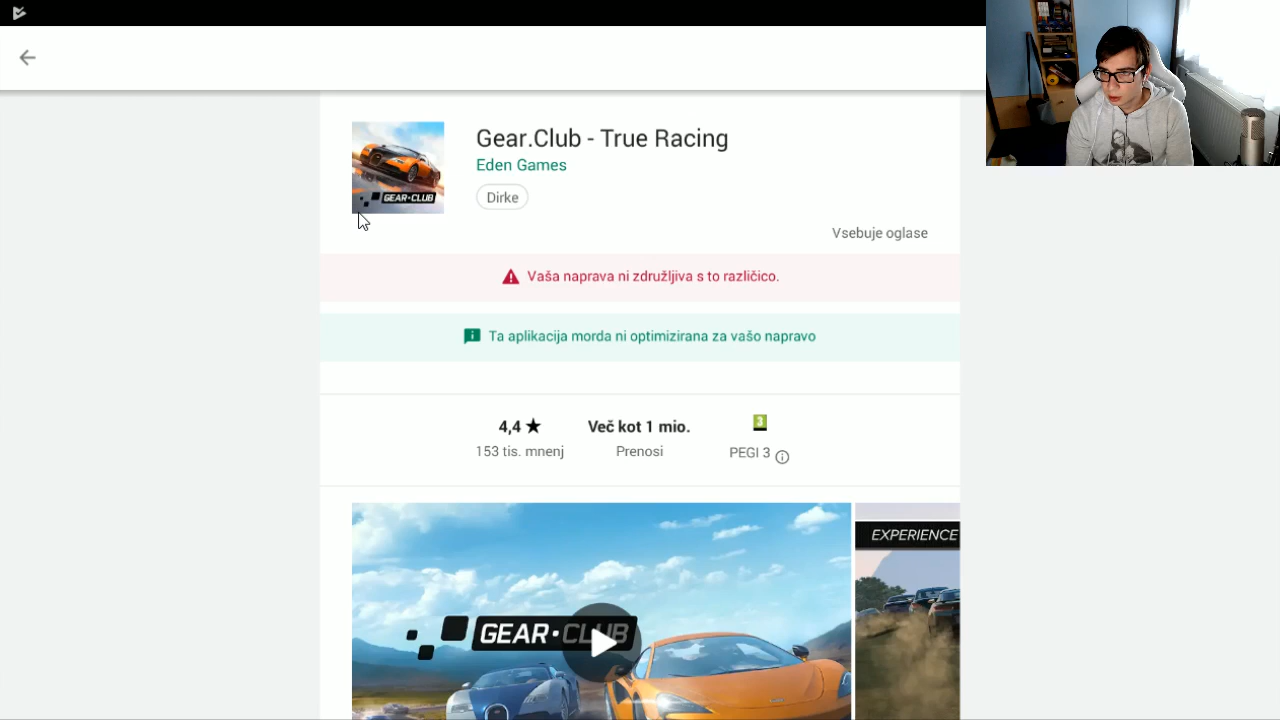 Gear.Club - True Racing
Eden Games
GEAR·CLUB
Dirke
Vsebuje oglase
Vaša naprava ni združljiva s to različico.
Ta aplikacija morda ni optimizirana za vašo napravo
4,4 ★
153 tis. mnenj
Več kot 1 mio.
Prenosi
3
PEGI 3
EXPERIENCE
GEAR·CLUB